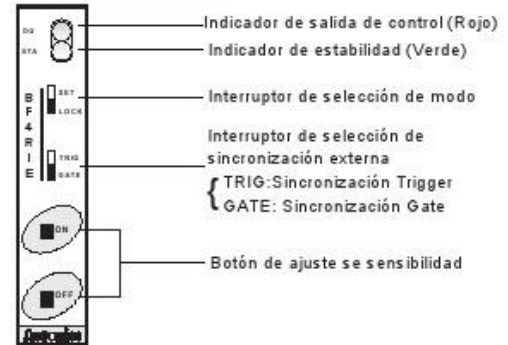 Indicador de salida de control (Rojo)
Indicador de estabilidad (Verde)
STA
SET
LOCK
BF4RIE
Interruptor de selección de modo
Interruptor de selección de
sincronización externa
TRIG:Sincronización Trigger
GATE: Sincronización Gate
TRIG
GATE
ON
OFF
Botón de ajuste se sensibilidad